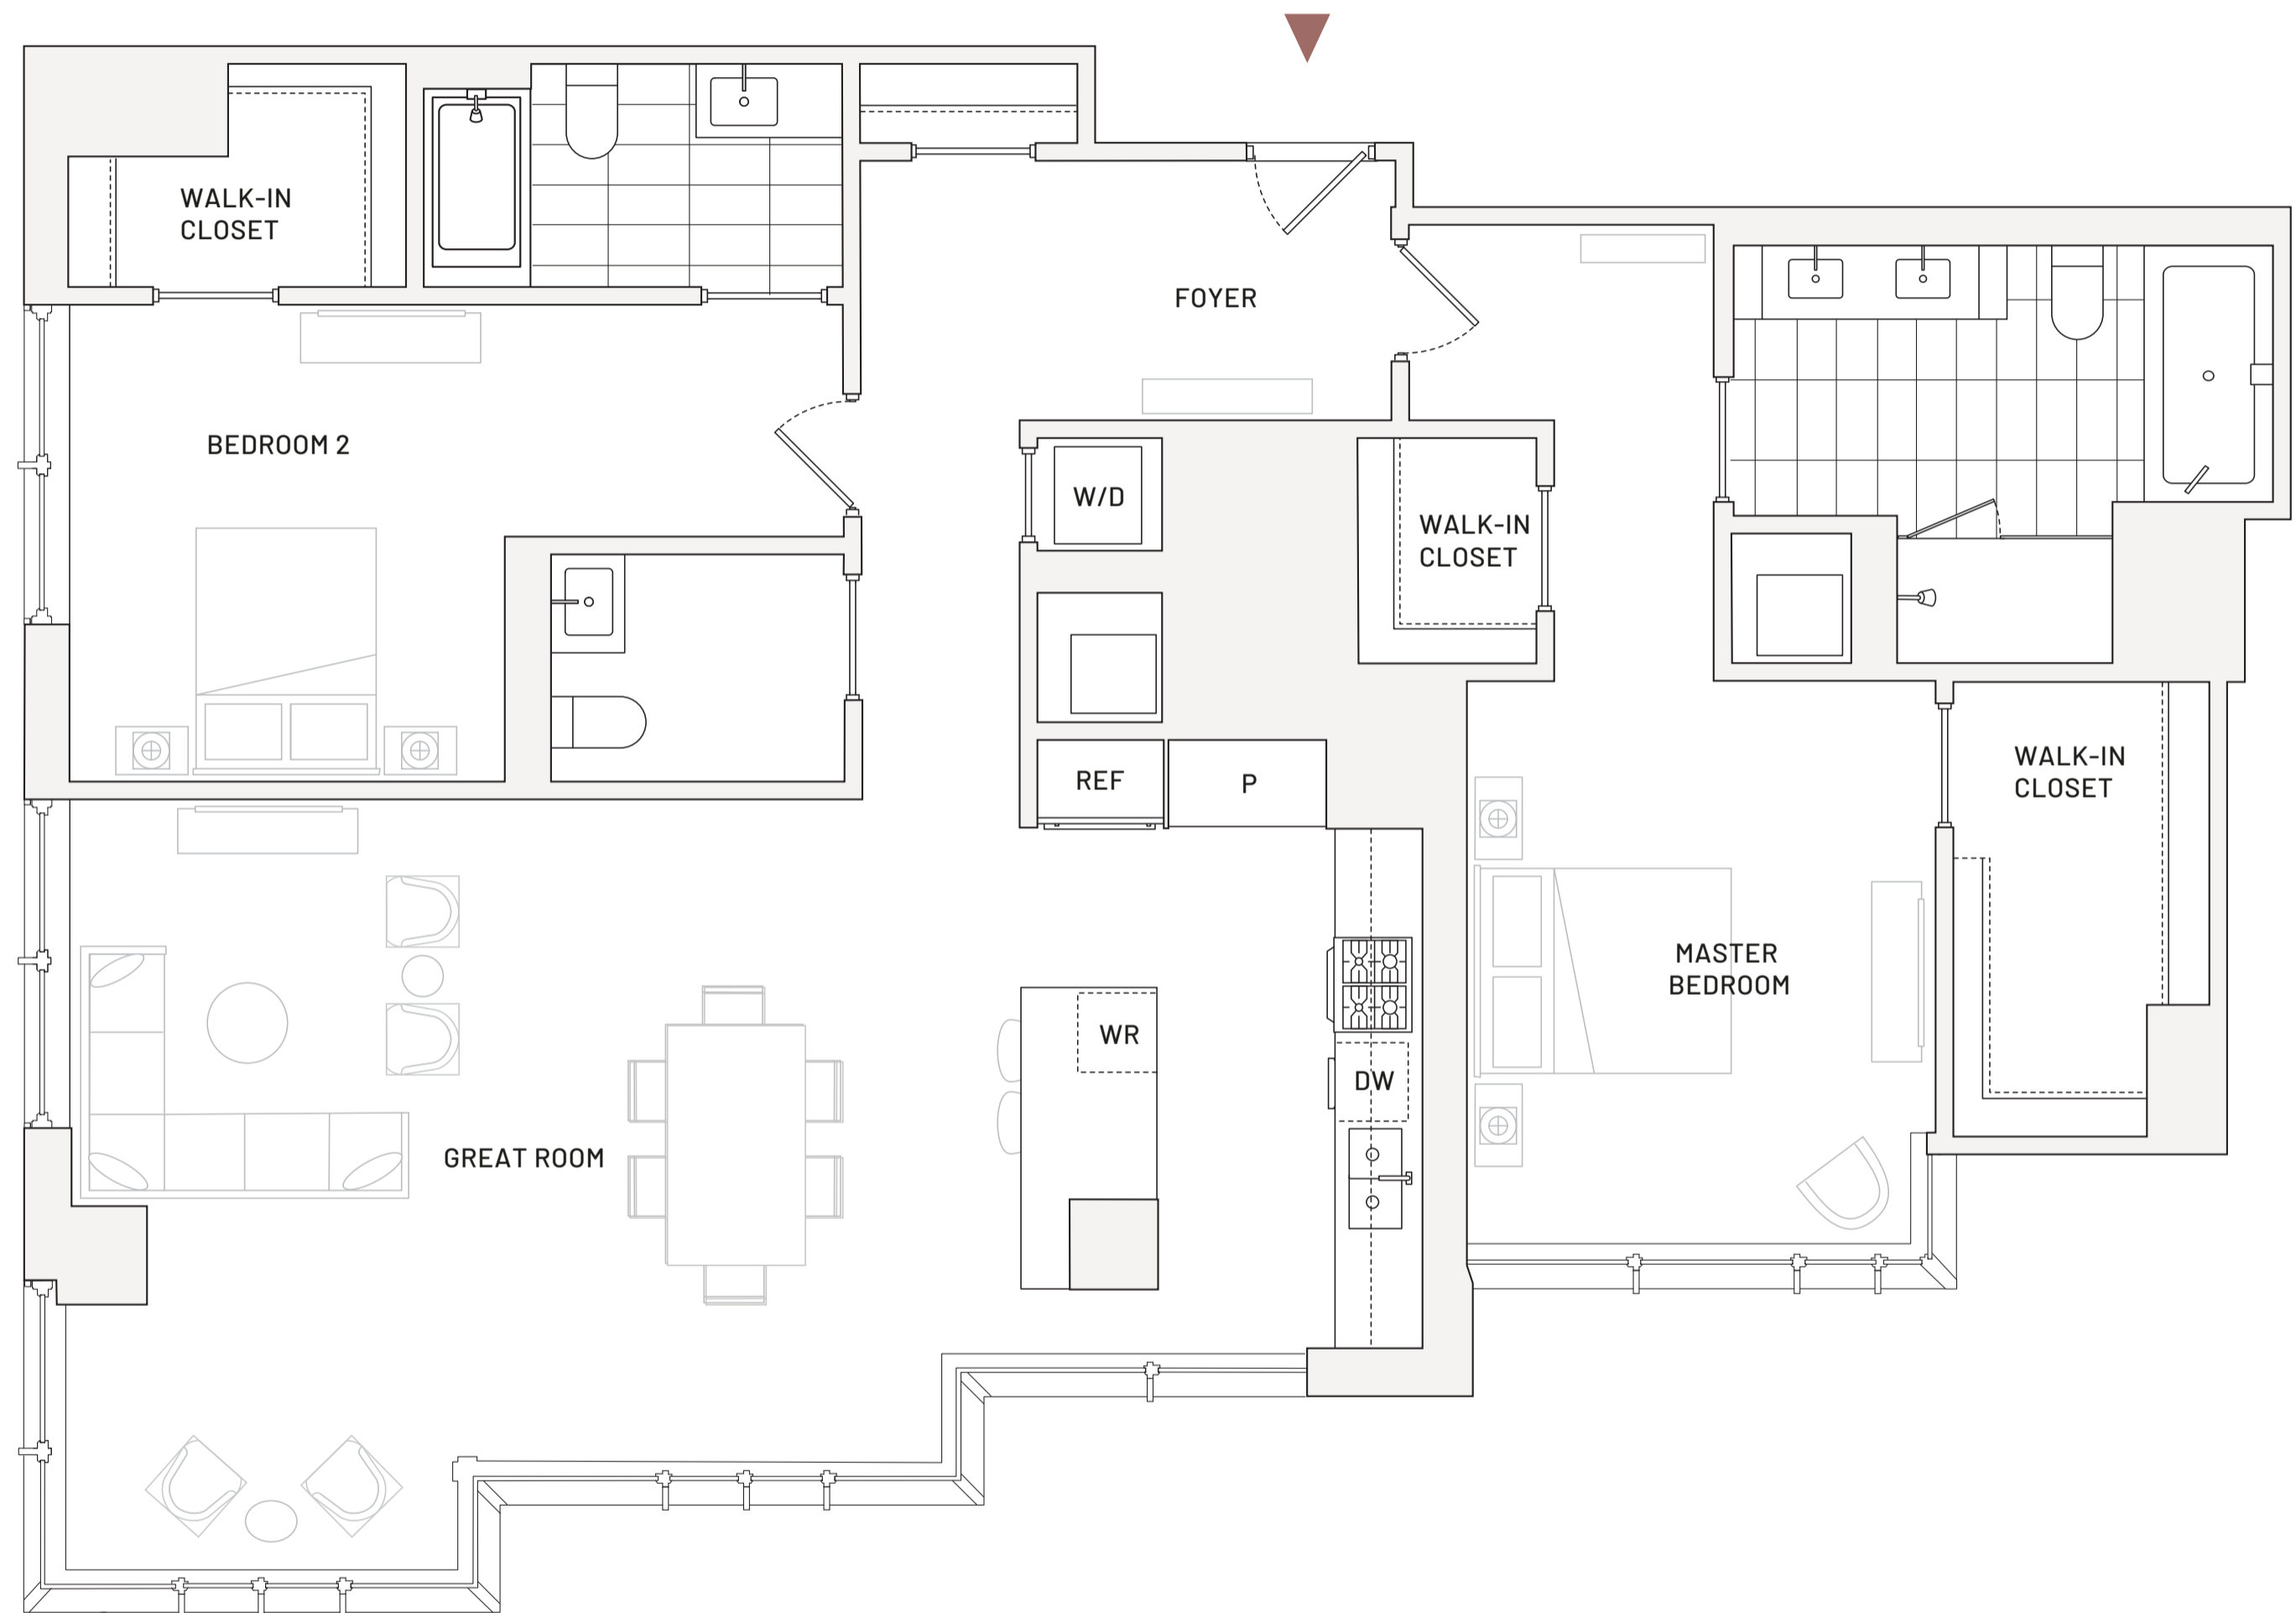 WALK-IN
CLOSET
FOYER
BEDROOM 2
W/D
WALK-IN
CLOSET
REF
P
WALK-IN
CLOSET
MASTER
BEDROOM
WR
DW
GREAT ROOM